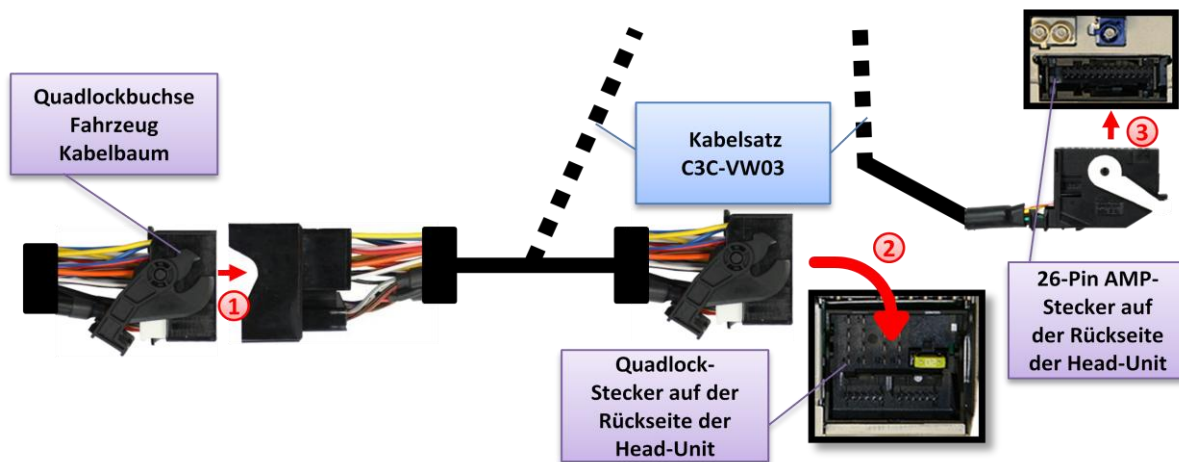 Quadlockbuchse
Fahrzeug
Kabelbaum
Kabelsatz
C3C-VW03
1
2
3
Quadlock-
Stecker auf der
Rückseite der
Head-Unit
26-Pin AMP-
Stecker auf
der Rückseite
der Head-Unit